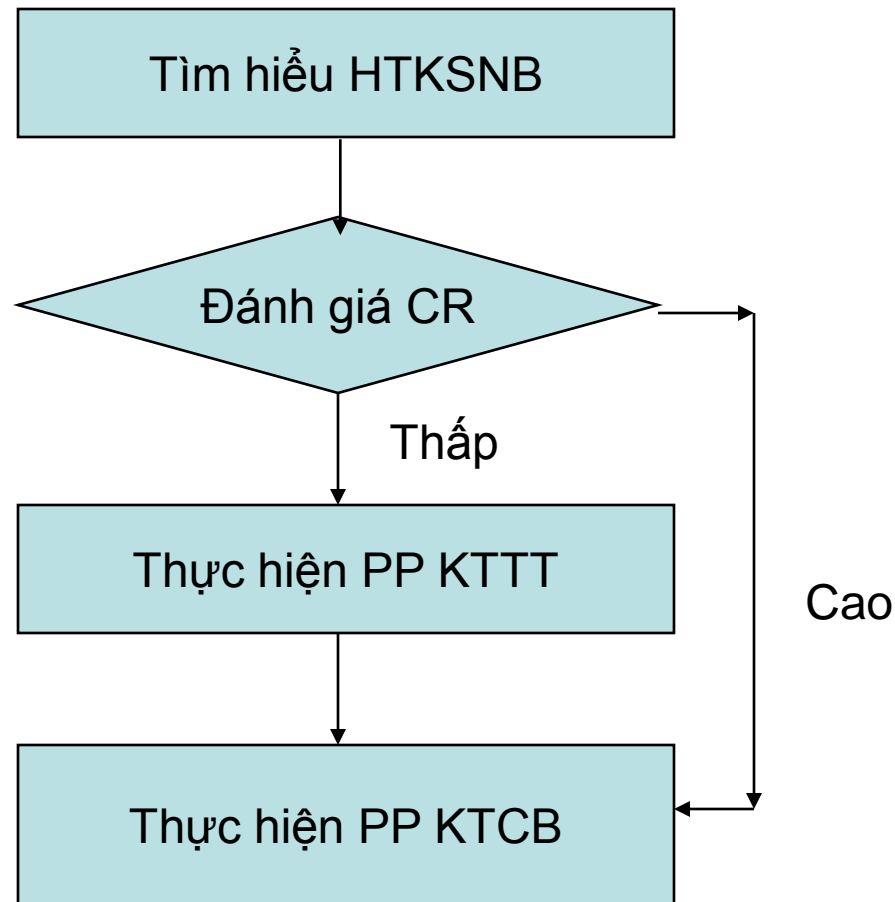 Tìm hiểu HTKSNB
Đánh giá CR
Thấp
Thực hiện PP KTTT
Cao
Thực hiện PP KTCB